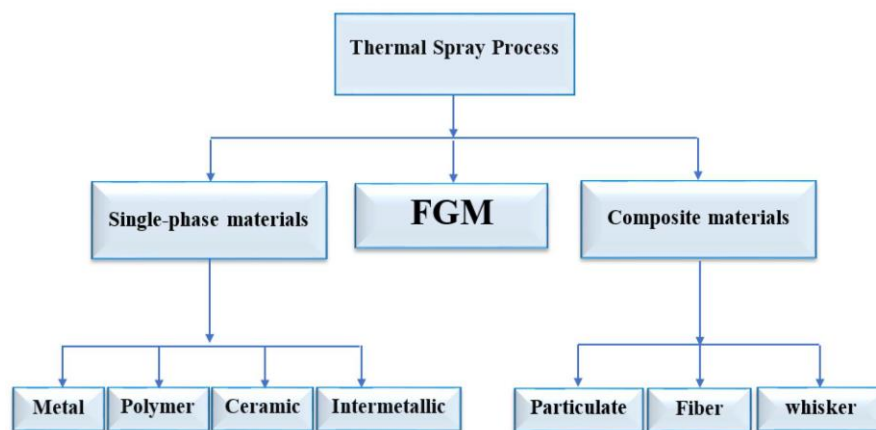 Thermal Spray Process
Single-phase materials
FGM
Composite materials
Metal
Polymer
Ceramic
Intermetallic
Particulate
Fiber
whisker